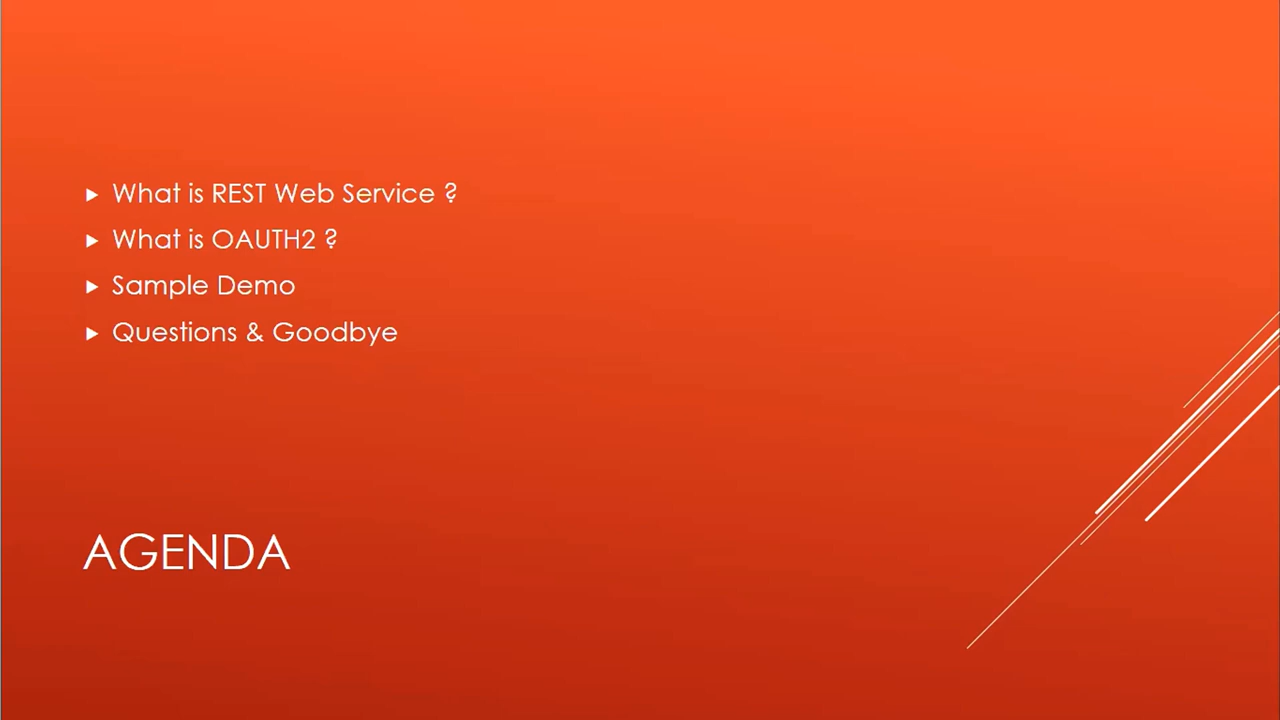 What is REST Web Service ?
What is OAUTH2 ?
Sample Demo
Questions & Goodbye
AGENDA